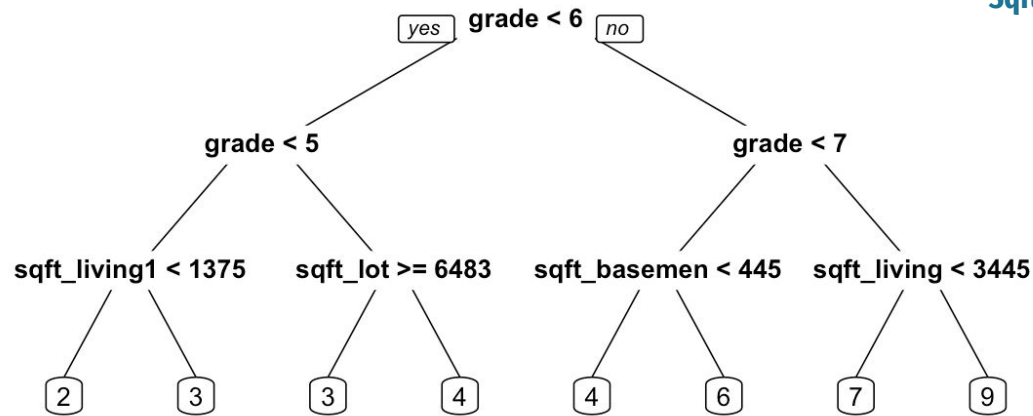 Sqft
grade < 6
yes
no
grade < 5
grade < 7
sqft_living1 < 1375
sqft_lot >= 6483
sqft_basemen < 445
sqft_living < 3445
2
3
3
4
4
6
7
9